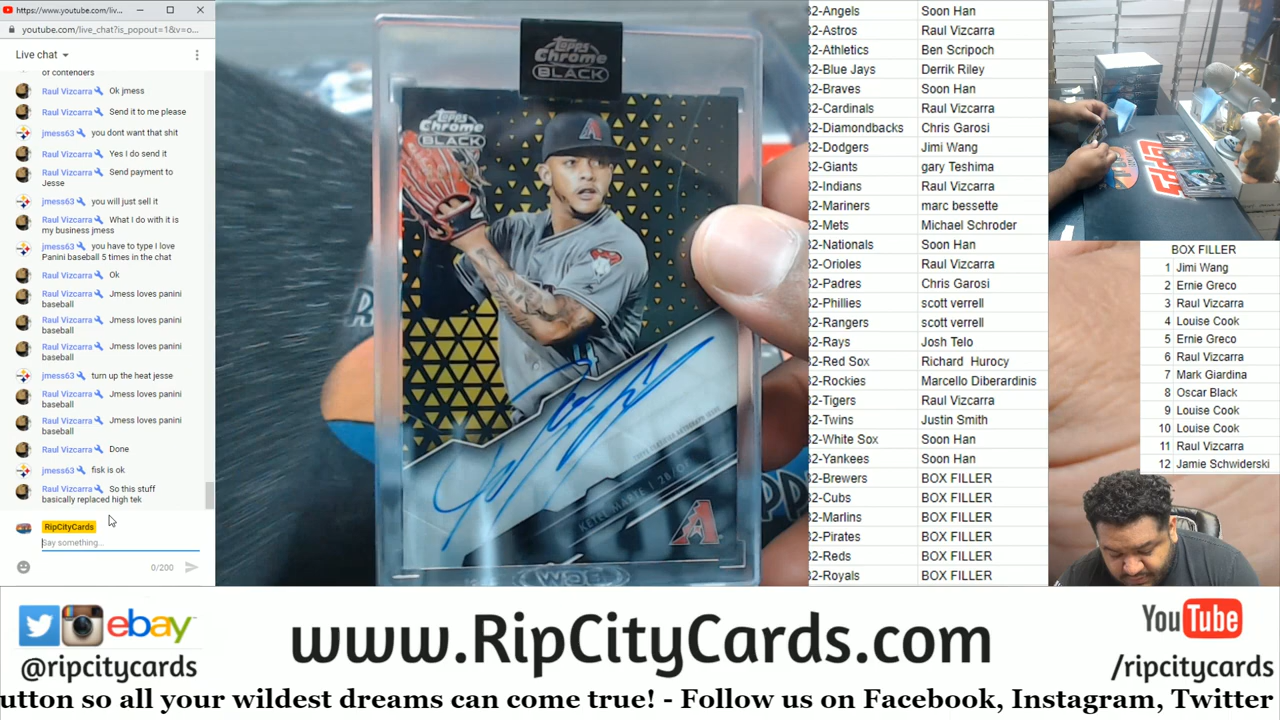 https://www.youtube.com/liv...
youtube.com/live_chat?is_popout=1&v=o...
Live chat
of contenders
Raul Vizcarra Ok jmess
Raul Vizcarra Send it to me please
jmess63 you dont want that shit
Raul Vizcarra Yes I do send it
Raul Vizcarra Send payment to
Jesse
jmess63 you will just sell it
Raul Vizcarra What I do with it is
my business jmess
jmess63 you have to type I love
Panini baseball 5 times in the chat
Raul Vizcarra Ok
Raul Vizcarra Jmess loves panini
baseball
Raul Vizcarra Jmess loves panini
baseball
Raul Vizcarra Jmess loves panini
baseball
jmess63 turn up the heat jesse
Raul Vizcarra Jmess loves panini
baseball
Raul Vizcarra Jmess loves panini
baseball
Raul Vizcarra Done
jmess63 fisk is ok
Raul Vizcarra So this stuff
basically replaced high tek
RipCityCards
Say something...
0/200
Topps
Chrome
BLACK
Topps
Chrome
BLACK
A
KETEL MARTE | 2B/OF
A
32-Angels Soon Han
32-Astros Raul Vizcarra
32-Athletics Ben Scripoch
32-Blue Jays Derrik Riley
32-Braves Soon Han
32-Cardinals Raul Vizcarra
32-Diamondbacks Chris Garosi
32-Dodgers Jimi Wang
32-Giants gary Teshima
32-Indians Raul Vizcarra
32-Mariners marc bessette
32-Mets Michael Schroder
32-Nationals Soon Han
32-Orioles Raul Vizcarra
32-Padres Chris Garosi
32-Phillies scott verrell
32-Rangers scott verrell
32-Rays Josh Telo
32-Red Sox Richard Hurocy
32-Rockies Marcello Diberardinis
32-Tigers Raul Vizcarra
32-Twins Justin Smith
32-White Sox Soon Han
32-Yankees Soon Han
32-Brewers BOX FILLER
32-Cubs BOX FILLER
32-Marlins BOX FILLER
32-Pirates BOX FILLER
32-Reds BOX FILLER
32-Royals BOX FILLER
BOX FILLER
1 Jimi Wang
2 Ernie Greco
3 Raul Vizcarra
4 Louise Cook
5 Ernie Greco
6 Raul Vizcarra
7 Mark Giardina
8 Oscar Black
9 Louise Cook
10 Louise Cook
11 Raul Vizcarra
12 Jamie Schwiderski
ebay
@ripcitycards
www.RipCityCards.com
YouTube
/ripcitycards
utton so all your wildest dreams can come true! - Follow us on Facebook, Instagram, Twitter